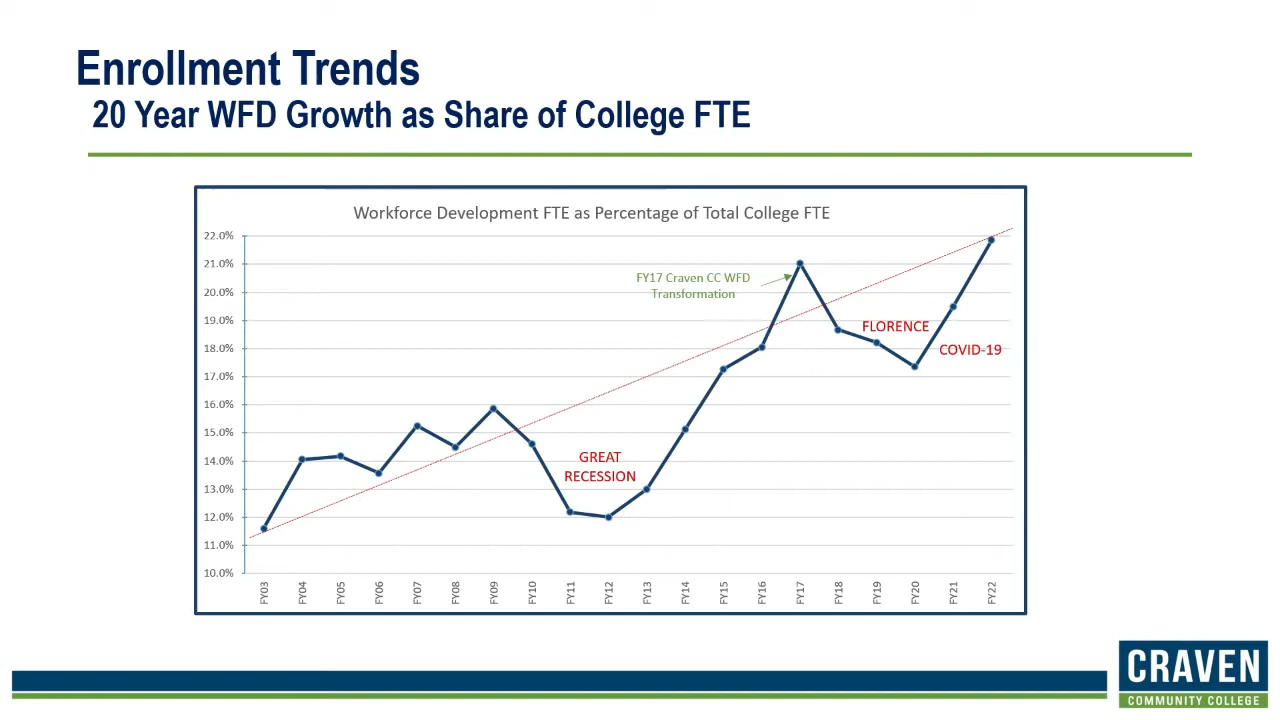 Enrollment Trends
20 Year WFD Growth as Share of College FTE
Workforce Development FTE as Percentage of Total College FTE
22.0%
21.0%
20.0%
19.0%
18.0%
17.0%
16.0%
15.0%
14.0%
13.0%
12.0%
11.0%
10.0%
FY17 Craven CC WFD
Transformation
FLORENCE
COVID-19
GREAT
RECESSION
FY03
FY04
FY05
FY06
FY07
FY08
FY09
FY10
FY11
FY12
FY13
FY14
FY15
FY16
FY17
FY18
FY19
FY20
FY21
FY22
CRAVEN
COMMUNITY COLLEGE